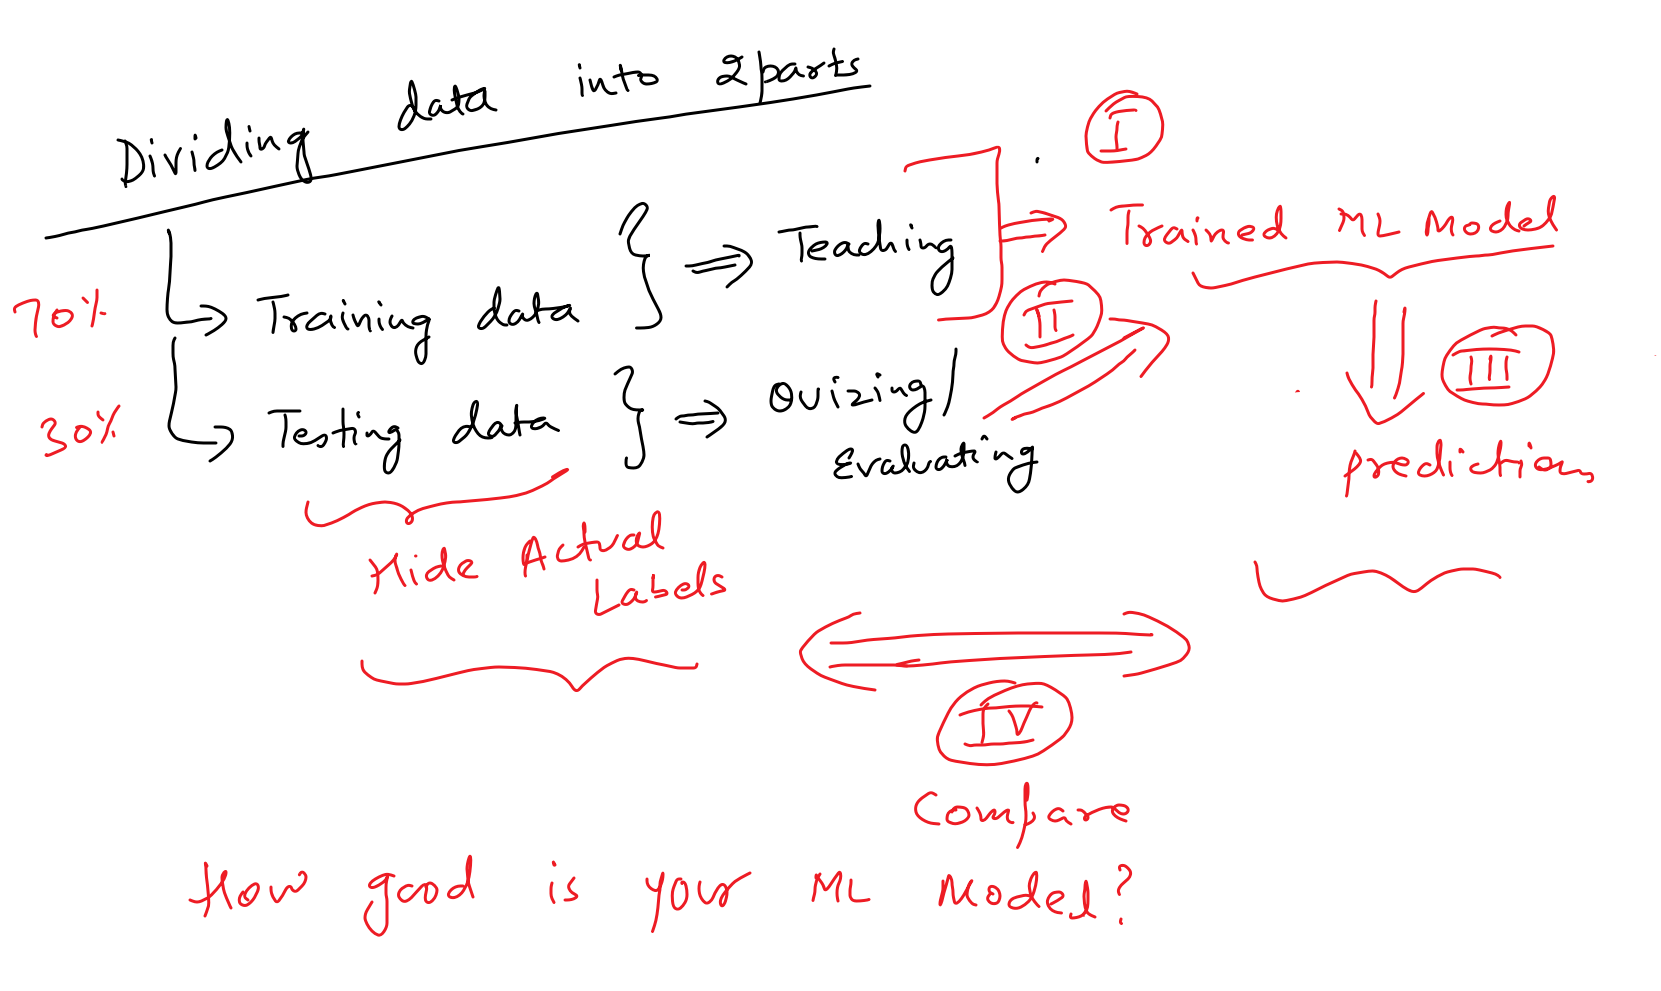 Dividing data into 2 parts
I
70% Training data } ⇒ Teaching ⇒ Trained ML Model
II
30% Testing data } ⇒ Quizing/
Evaluating
III
predictions
Hide Actual
Labels
IV
Compare
How good is your ML Model?